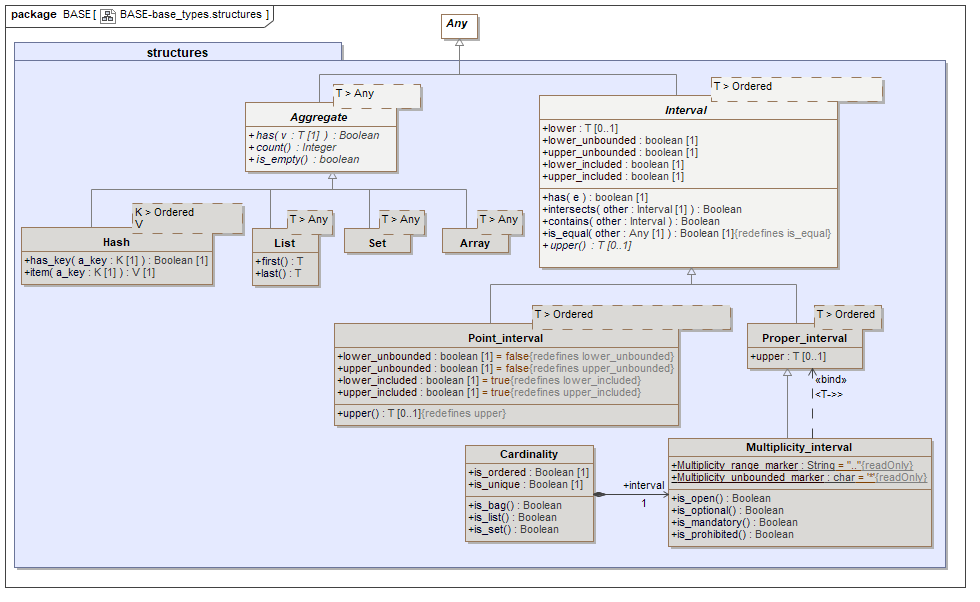 package BASE [ BASE-base_types.structures ]
Any
structures
T > Any
Aggregate
+has( v : T [1] ) : Boolean
+count() : Integer
+is_empty() : boolean
T > Ordered
Interval
+lower : T [0..1]
+lower_unbounded : boolean [1]
+upper_unbounded : boolean [1]
+lower_included : boolean [1]
+upper_included : boolean [1]
+has( e ) : boolean [1]
+intersects( other : Interval [1] ) : Boolean
+contains( other : Interval ) : Boolean
+is_equal( other : Any [1] ) : Boolean [1]{redefines is_equal}
+upper() : T [0..1]
K > Ordered
V
Hash
+has_key( a_key : K [1] ) : Boolean [1]
+item( a_key : K [1] ) : V [1]
T > Any
List
+first() : T
+last() : T
T > Any
Set
T > Any
Array
T > Ordered
Point_interval
+lower_unbounded : boolean [1] = false{redefines lower_unbounded}
+upper_unbounded : boolean [1] = false{redefines upper_unbounded}
+lower_included : boolean [1] = true{redefines lower_included}
+upper_included : boolean [1] = true{redefines upper_included}
+upper() : T [0..1]{redefines upper}
T > Ordered
Proper_interval
+upper : T [0..1]
«bind»
<T->>
Cardinality
+is_ordered : Boolean [1]
+is_unique : Boolean [1]
+is_bag() : Boolean
+is_list() : Boolean
+is_set() : Boolean
+interval
1
Multiplicity_interval
+Multiplicity_range_marker : String = ".."{readOnly}
+Multiplicity_unbounded_marker : char = '*'{readOnly}
+is_open() : Boolean
+is_optional() : Boolean
+is_mandatory() : Boolean
+is_prohibited() : Boolean